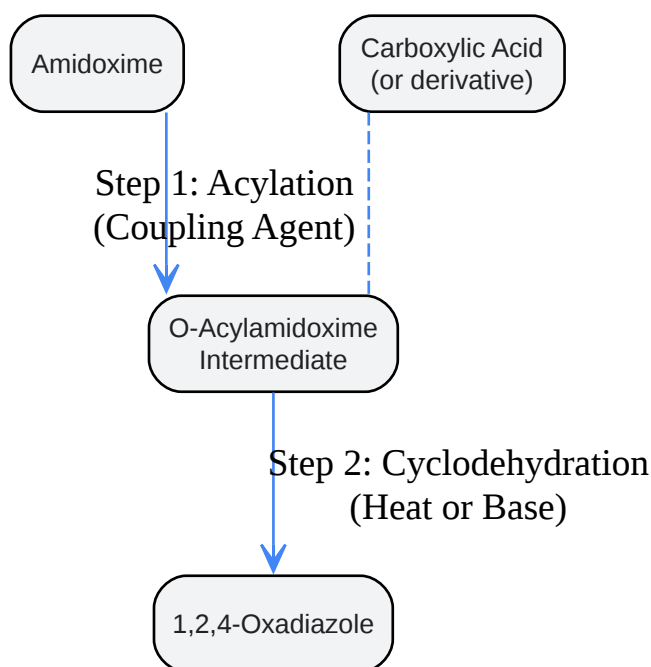 Amidoxime
Carboxylic Acid
(or derivative)
Step 1: Acylation
(Coupling Agent)
O-Acylamidoxime
Intermediate
Step 2: Cyclodehydration
(Heat or Base)
1,2,4-Oxadiazole